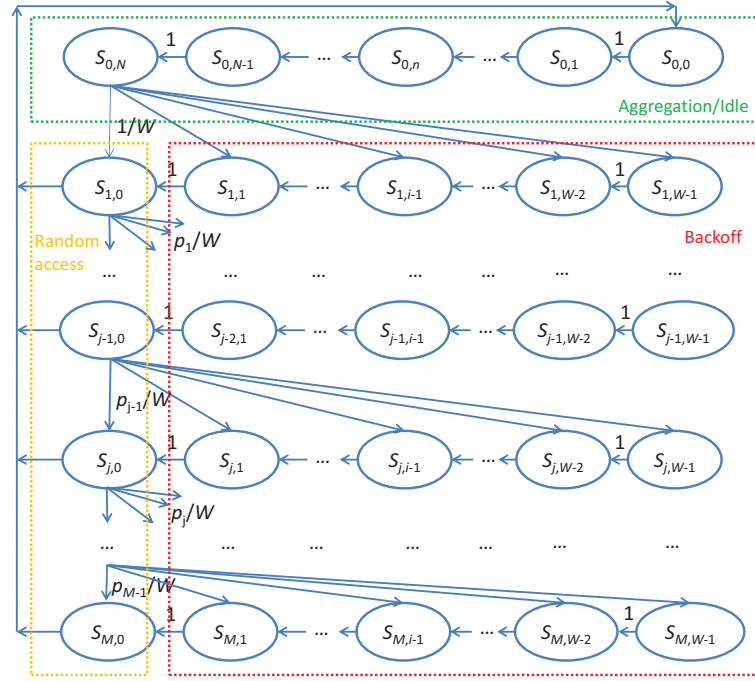 1 1
S0,N S0,N-1 ... S0,n ... S0,1 S0,0
Aggregation/Idle
1/W
1 1
S1,0 S1,1 ... S1,i-1 ... S1,W-2 S1,W-1
p1/W
Random
access
Backoff
... ... ... ... ... ...
1 1
Sj-1,0 Sj-2,1 ... Sj-1,i-1 ... Sj-1,W-2 Sj-1,W-1
pj-1/W
1 1
Sj,0 Sj,1 ... Sj,i-1 ... Sj,W-2 Sj,W-1
pj/W
... ... ... ... ... ...
pM-1/W
1 1
SM,0 SM,1 ... SM,i-1 ... SM,W-2 SM,W-1